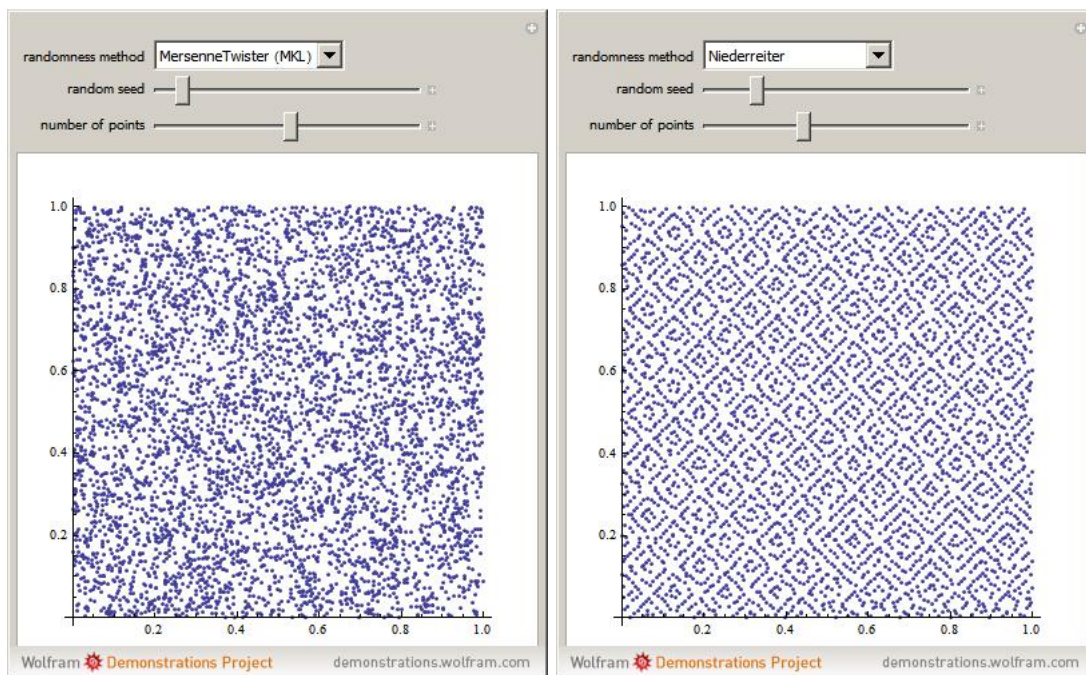 randomness method MersenneTwister (MKL)
random seed
number of points
1.0
0.8
0.6
0.4
0.2
0.2 0.4 0.6 0.8 1.0
Wolfram Demonstrations Project demonstrations.wolfram.com
randomness method Niederreiter
random seed
number of points
1.0
0.8
0.6
0.4
0.2
0.2 0.4 0.6 0.8 1.0
Wolfram Demonstrations Project demonstrations.wolfram.com